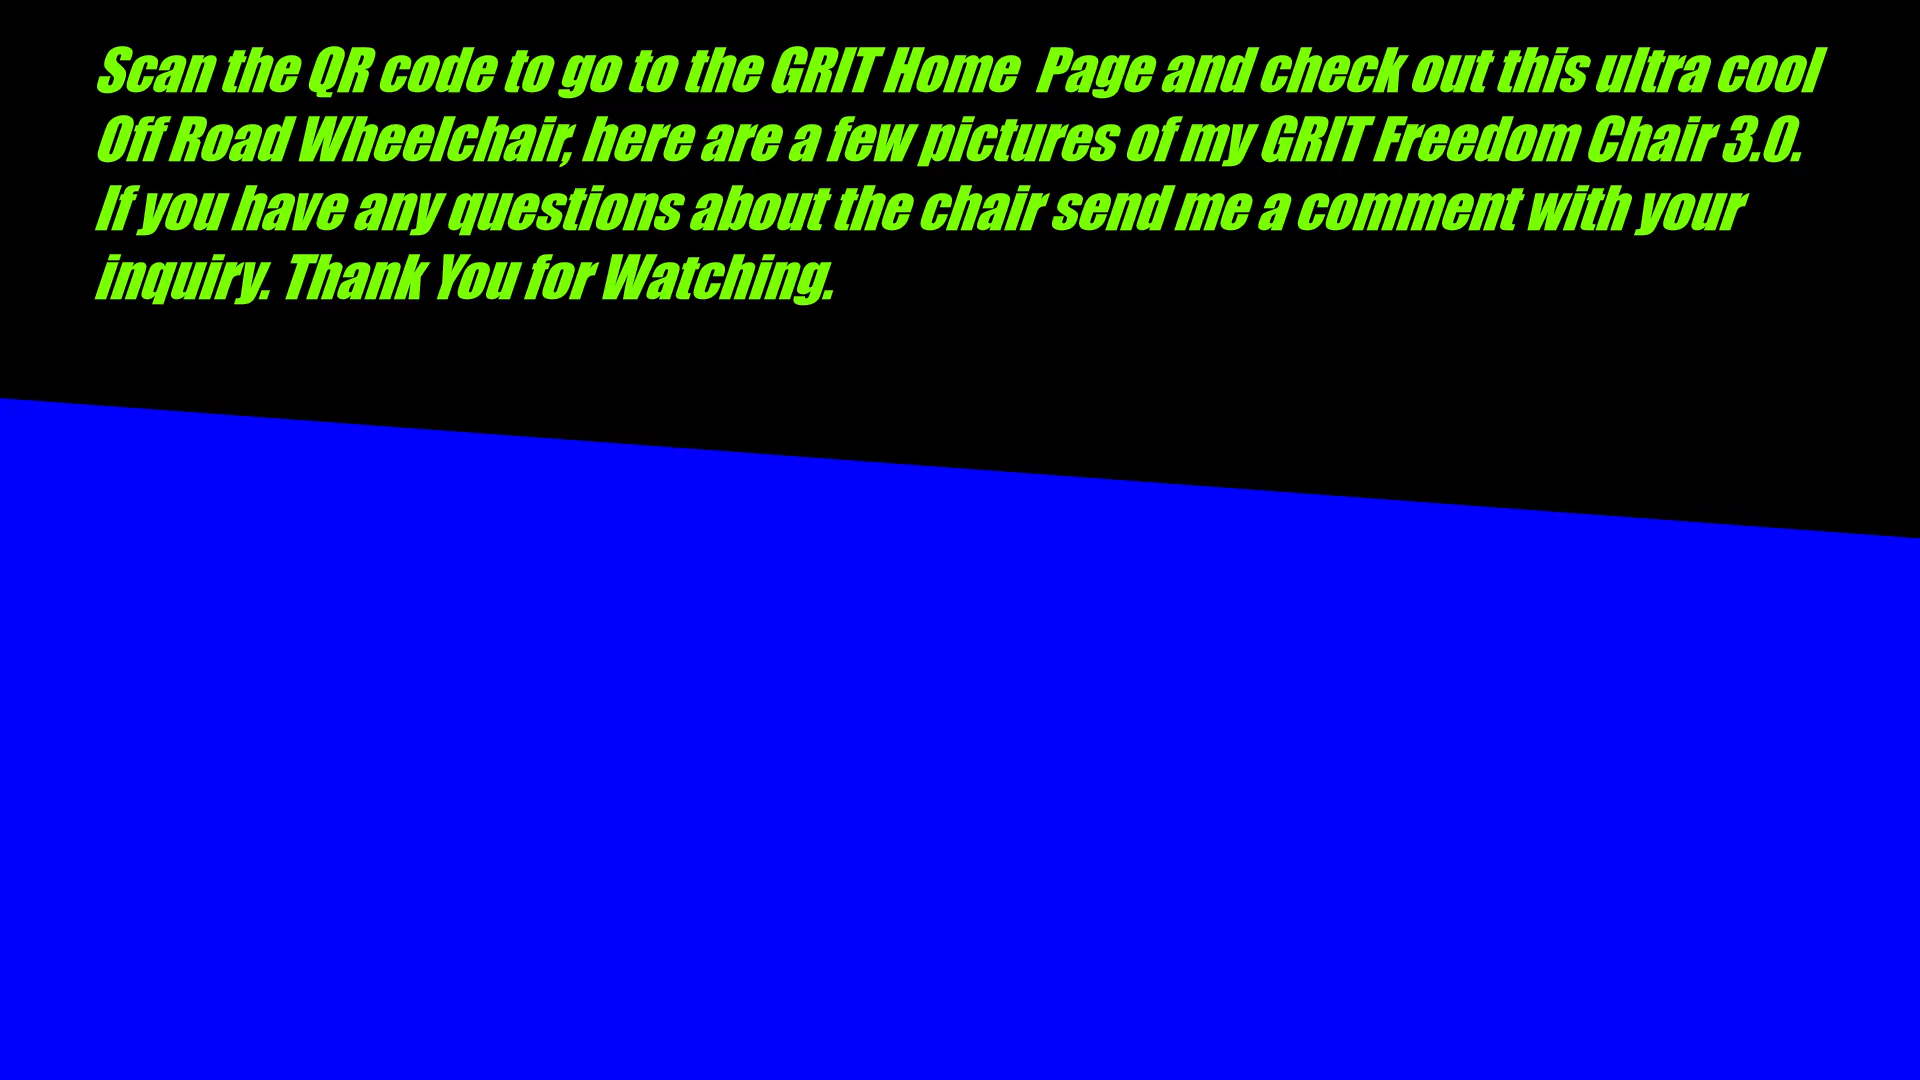 Scan the QR code to go to the GRIT Home  Page and check out this ultra cool
Off Road Wheelchair, here are a few pictures of my GRIT Freedom Chair 3.0.
If you have any questions about the chair send me a comment with your
inquiry. Thank You for Watching.